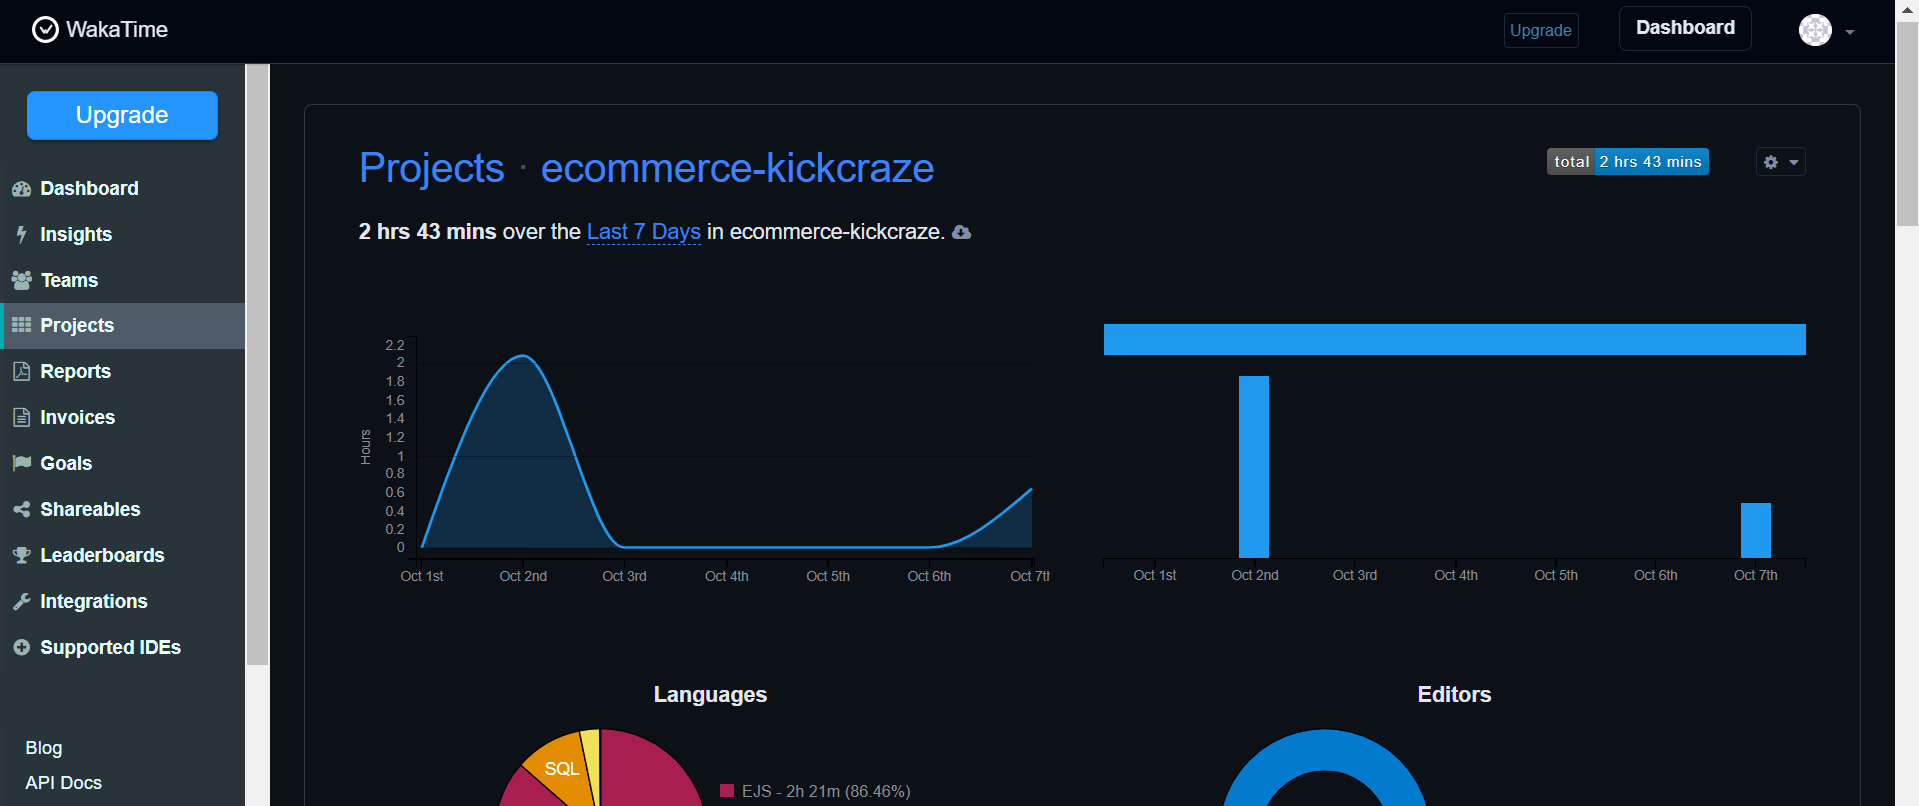 WakaTime
Upgrade
Dashboard
Upgrade
Dashboard
Insights
Teams
Projects
Reports
Invoices
Goals
Shareables
Leaderboards
Integrations
Supported IDEs
Blog
API Docs
Projects · ecommerce-kickcraze
total 2 hrs 43 mins
2 hrs 43 mins over the Last 7 Days in ecommerce-kickcraze.
Hours
2.2
2
1.8
1.6
1.4
1.2
1
0.8
0.6
0.4
0.2
0
Oct 1st Oct 2nd Oct 3rd Oct 4th Oct 5th Oct 6th Oct 7tl
Oct 1st Oct 2nd Oct 3rd Oct 4th Oct 5th Oct 6th Oct 7th
Languages
SQL
EJS - 2h 21m (86.46%)
Editors